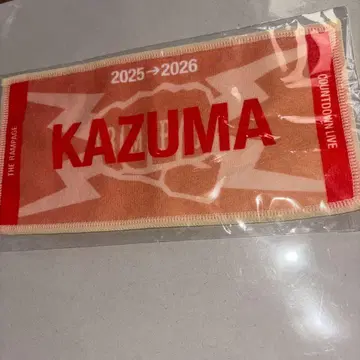 2025→2026
KAZUMA
THE RAMPAGE
COUNTDOWN LIVE